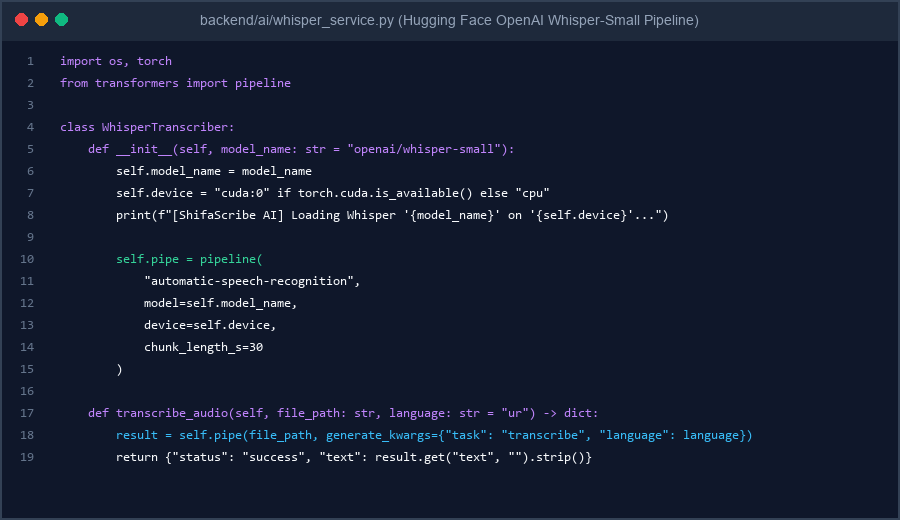 backend/ai/whisper_service.py (Hugging Face OpenAI Whisper-Small Pipeline)
1 import os, torch
2 from transformers import pipeline
3
4 class WhisperTranscriber:
5     def __init__(self, model_name: str = "openai/whisper-small"):
6         self.model_name = model_name
7         self.device = "cuda:0" if torch.cuda.is_available() else "cpu"
8         print(f"[ShifaScribe AI] Loading Whisper '{model_name}' on '{self.device}'...")
9
10         self.pipe = pipeline(
11             "automatic-speech-recognition",
12             model=self.model_name,
13             device=self.device,
14             chunk_length_s=30
15         )
16
17     def transcribe_audio(self, file_path: str, language: str = "ur") -> dict:
18         result = self.pipe(file_path, generate_kwargs={"task": "transcribe", "language": language})
19         return {"status": "success", "text": result.get("text", "").strip()}